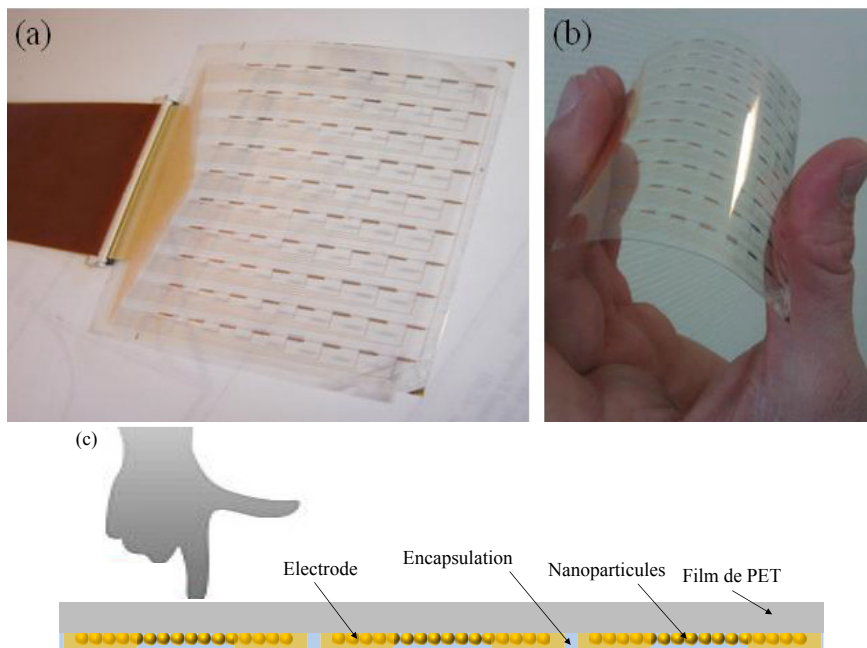 (a)
(b)
(c)
Electrode
Encapsulation
Nanoparticules
Film de PET